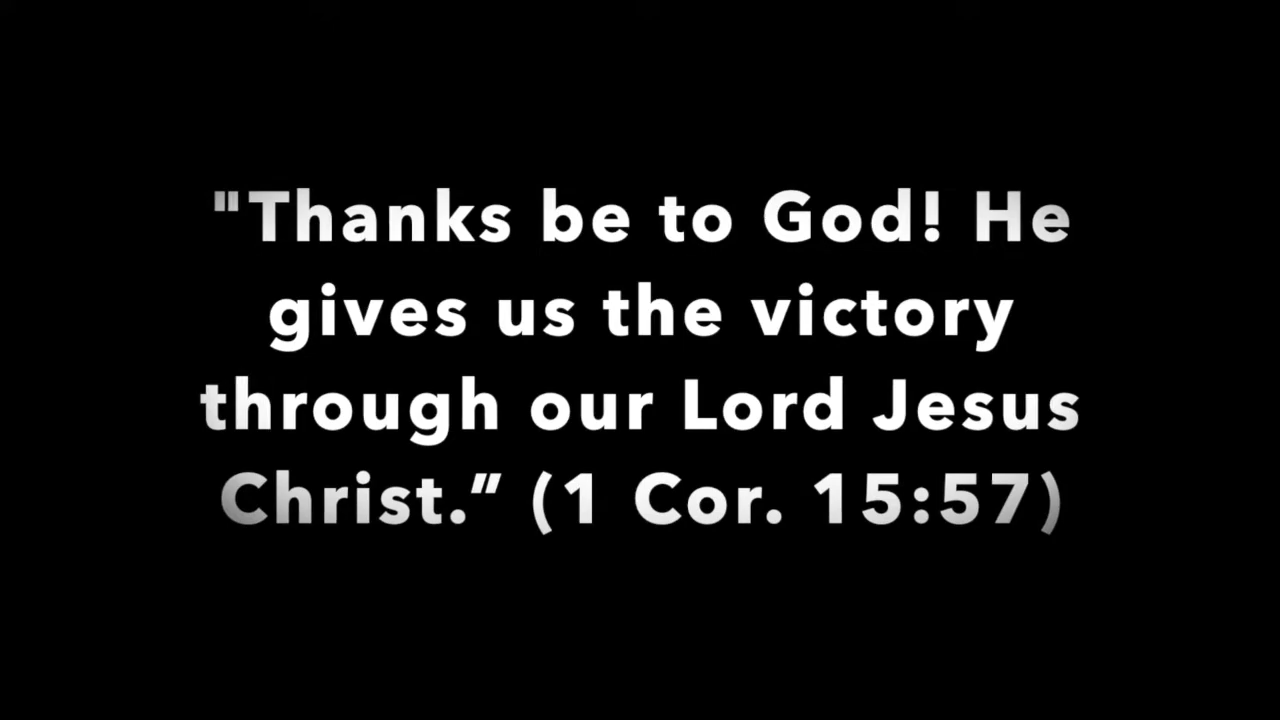 "Thanks be to God! He
gives us the victory
through our Lord Jesus
Christ.” (1 Cor. 15:57)